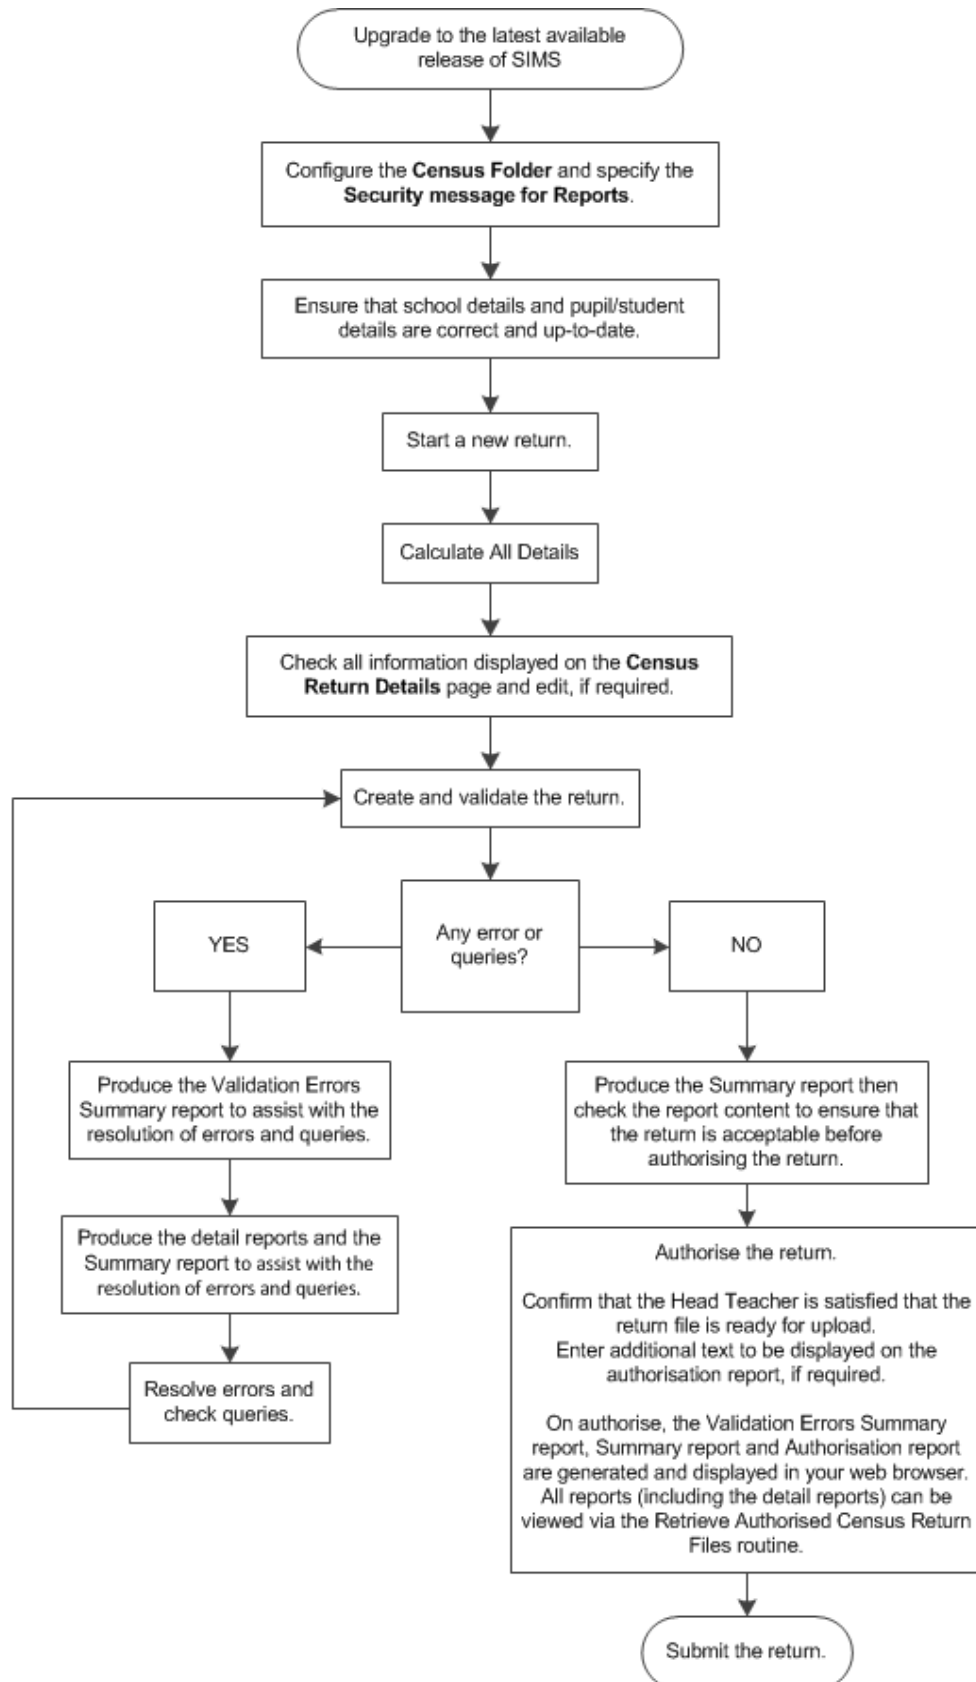 Upgrade to the latest available
release of SIMS
Configure the Census Folder and specify the
Security message for Reports.
Ensure that school details and pupil/student
details are correct and up-to-date.
Start a new return.
Calculate All Details
Check all information displayed on the Census
Return Details page and edit, if required.
Create and validate the return.
Any error or
queries?
YES
NO
Produce the Validation Errors
Summary report to assist with the
resolution of errors and queries.
Produce the detail reports and the
Summary report to assist with the
resolution of errors and queries.
Resolve errors and
check queries.
Produce the Summary report then
check the report content to ensure that
the return is acceptable before
authorising the return.
Authorise the return.
Confirm that the Head Teacher is satisfied that the
return file is ready for upload.
Enter additional text to be displayed on the
authorisation report, if required.
On authorise, the Validation Errors Summary
report, Summary report and Authorisation report
are generated and displayed in your web browser.
All reports (including the detail reports) can be
viewed via the Retrieve Authorised Census Return
Files routine.
Submit the return.